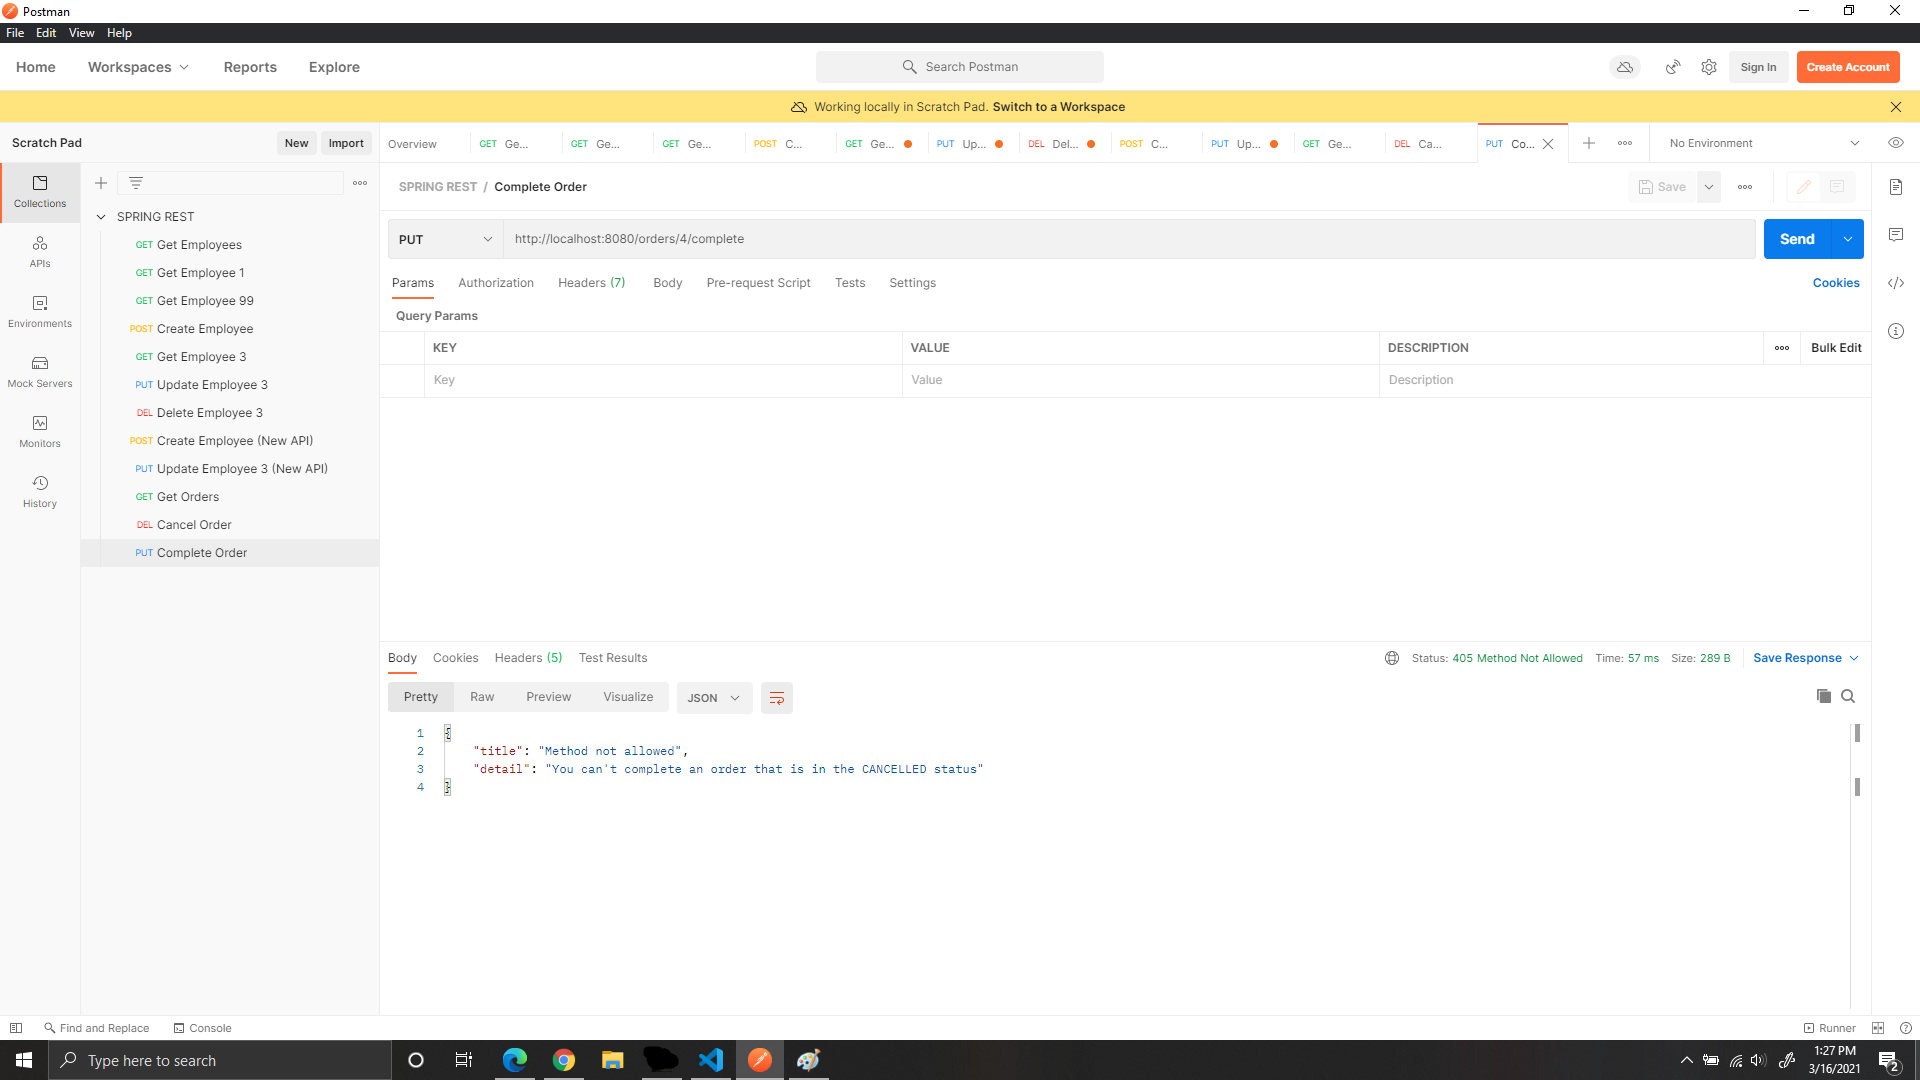 Postman
File Edit View Help
Home Workspaces Reports Explore
Search Postman
Sign In Create Account
Working locally in Scratch Pad. Switch to a Workspace
Scratch Pad New Import
Overview GET Ge... GET Ge... GET Ge... POST C... GET Ge... PUT Up... DEL Del... POST C... PUT Up... GET Ge... DEL Ca... PUT Co... No Environment
Collections
APIs
Environments
Mock Servers
Monitors
History
SPRING REST
GET Get Employees
GET Get Employee 1
GET Get Employee 99
POST Create Employee
GET Get Employee 3
PUT Update Employee 3
DEL Delete Employee 3
POST Create Employee (New API)
PUT Update Employee 3 (New API)
GET Get Orders
DEL Cancel Order
PUT Complete Order
SPRING REST / Complete Order Save
PUT http://localhost:8080/orders/4/complete Send
Params Authorization Headers (7) Body Pre-request Script Tests Settings Cookies
Query Params
KEY VALUE DESCRIPTION Bulk Edit
Key Value Description
Body Cookies Headers (5) Test Results Status: 405 Method Not Allowed Time: 57 ms Size: 289 B Save Response
Pretty Raw Preview Visualize JSON
1 {
2 "title": "Method not allowed",
3 "detail": "You can't complete an order that is in the CANCELLED status"
4 }
Find and Replace Console Runner
Type here to search
1:27 PM
3/16/2021
2